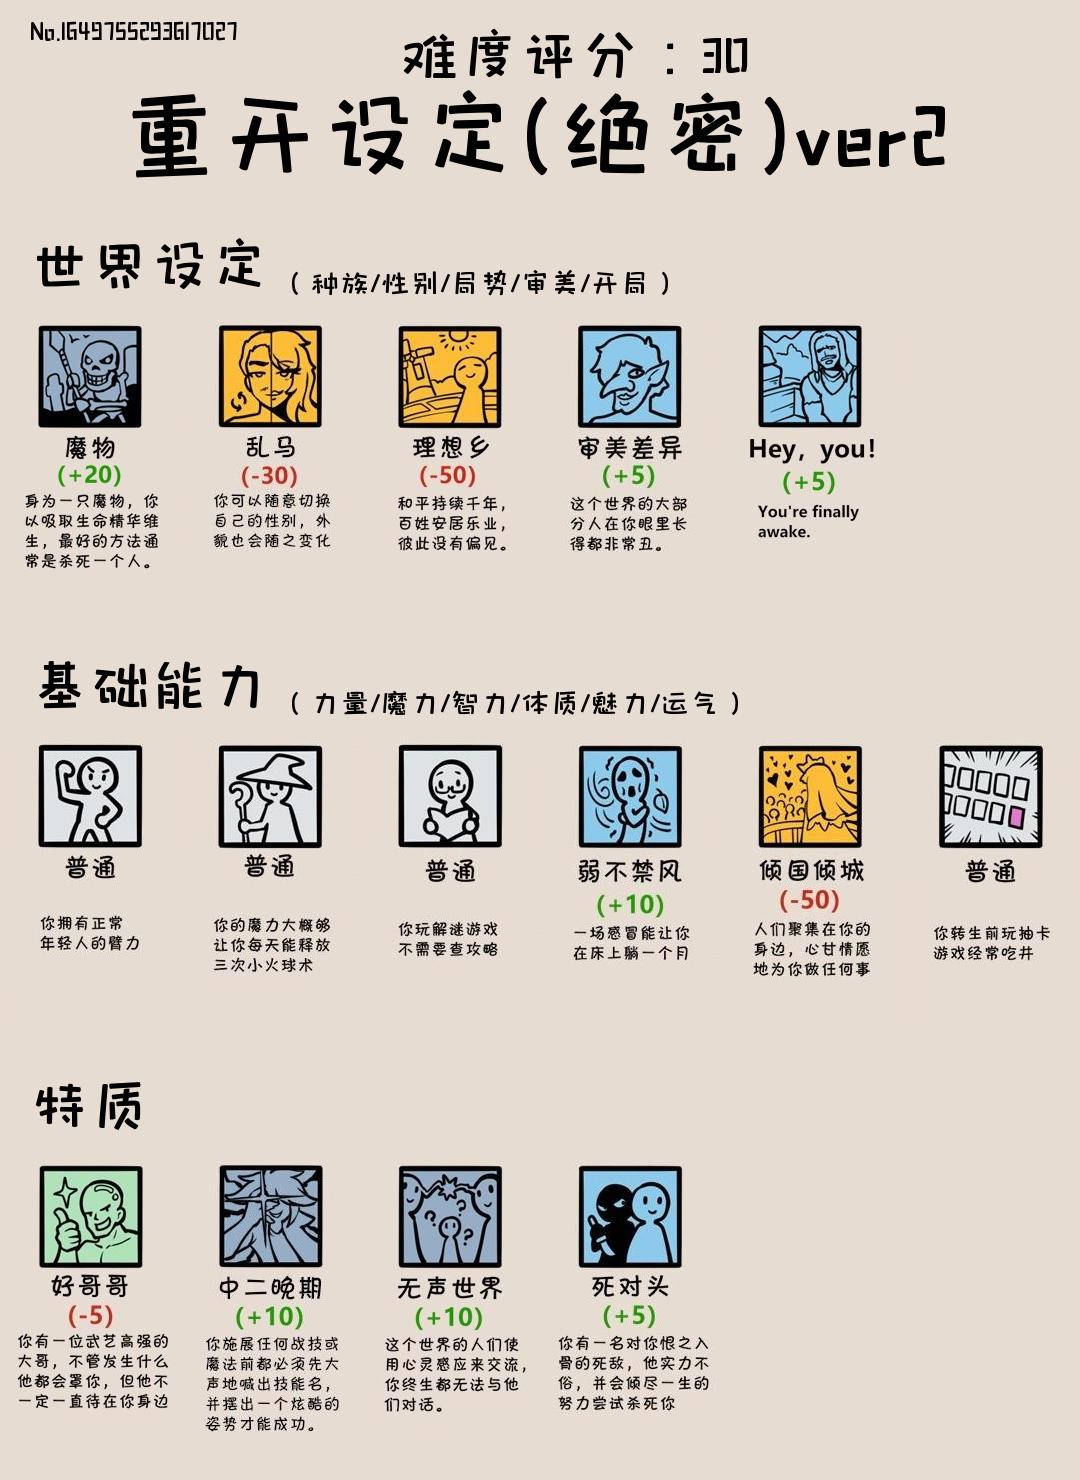 No.1649755293617027
难度评分：30
重开设定(绝密)ver2
世界设定 ( 种族/性别/局势/审美/开局 )
魔物
(+20)
身为一只魔物，你
以吸取生命精华维
生，最好的方法通
常是杀死一个人。
乱马
(-30)
你可以随意切换
自己的性别，外
貌也会随之变化
理想乡
(-50)
和平持续千年，
百姓安居乐业，
彼此没有偏见。
审美差异
(+5)
这个世界的大部
分人在你眼里长
得都非常丑。
Hey, you!
(+5)
You're finally
awake.
基础能力 ( 力量/魔力/智力/体质/魅力/运气 )
普通
你拥有正常
年轻人的臂力
普通
你的魔力大概够
让你每天能释放
三次小火球术
普通
你玩解谜游戏
不需要查攻略
弱不禁风
(+10)
一场感冒能让你
在床上躺一个月
倾国倾城
(-50)
人们聚集在你的
身边，心甘情愿
地为你做任何事
普通
你转生前玩抽卡
游戏经常吃井
特质
好哥哥
(-5)
你有一位武艺高强的
大哥，不管发生什么
他都会罩你，但他不
一定一直待在你身边
中二晚期
(+10)
你施展任何战技或
魔法前都必须先大
声地喊出技能名，
并摆出一个炫酷的
姿势才能成功。
无声世界
(+10)
这个世界的人们使
用心灵感应来交流，
你终生都无法与他
们对话。
死对头
(+5)
你有一名对你恨之入
骨的死敌，他实力不
俗，并会倾尽一生的
努力尝试杀死你